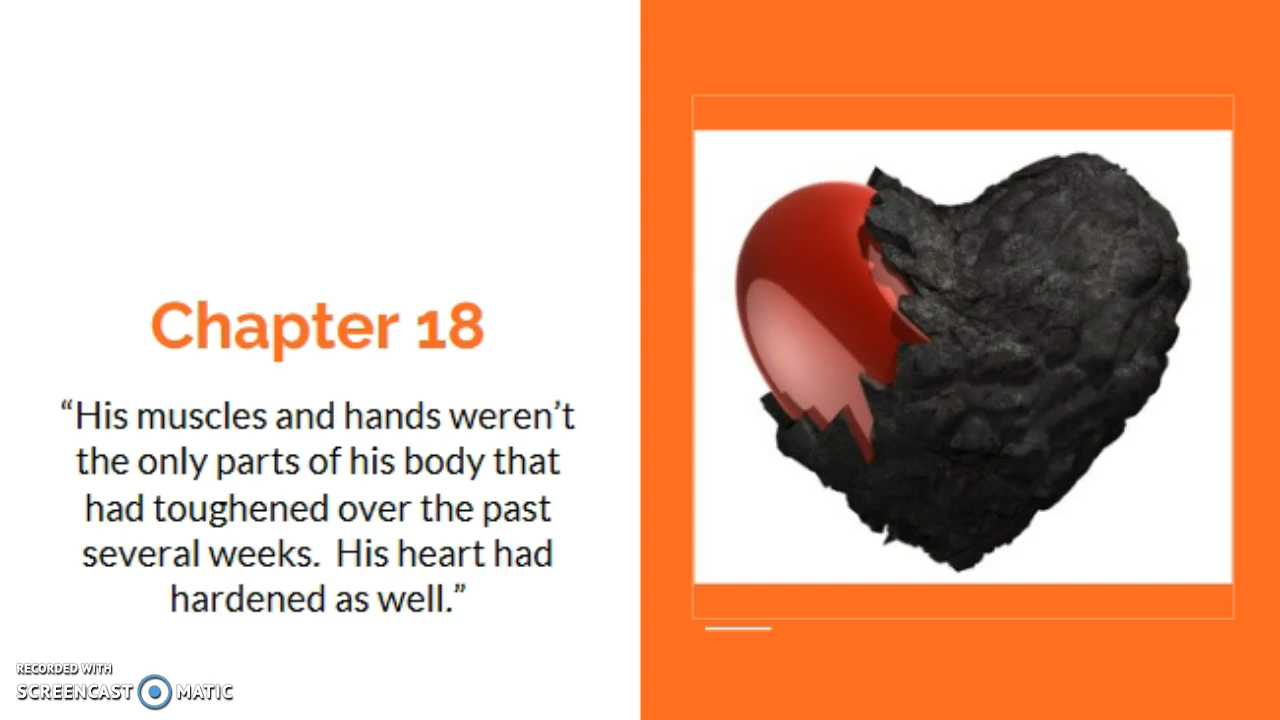 Chapter 18
“His muscles and hands weren’t
the only parts of his body that
had toughened over the past
several weeks.  His heart had
hardened as well.”
RECORDED WITH
SCREENCAST MATIC